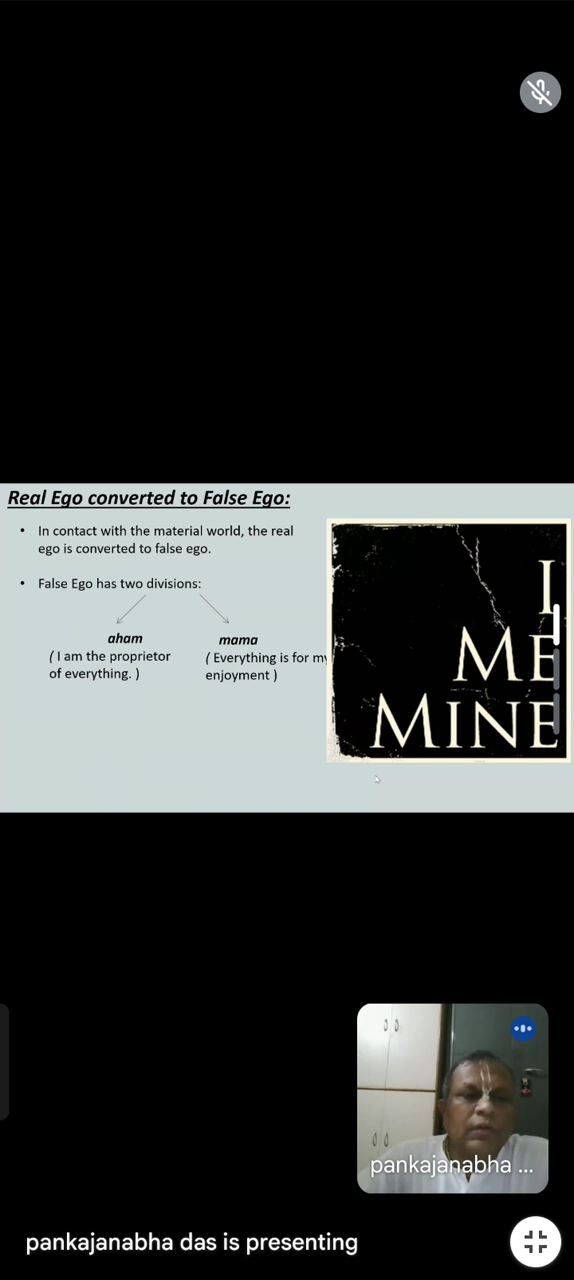 Real Ego converted to False Ego:
• In contact with the material world, the real
ego is converted to false ego.
• False Ego has two divisions:
aham
( I am the proprietor
of everything. )
mama
( Everything is for my
enjoyment )
I
ME
MINE
pankajanabha ...
pankajanabha das is presenting